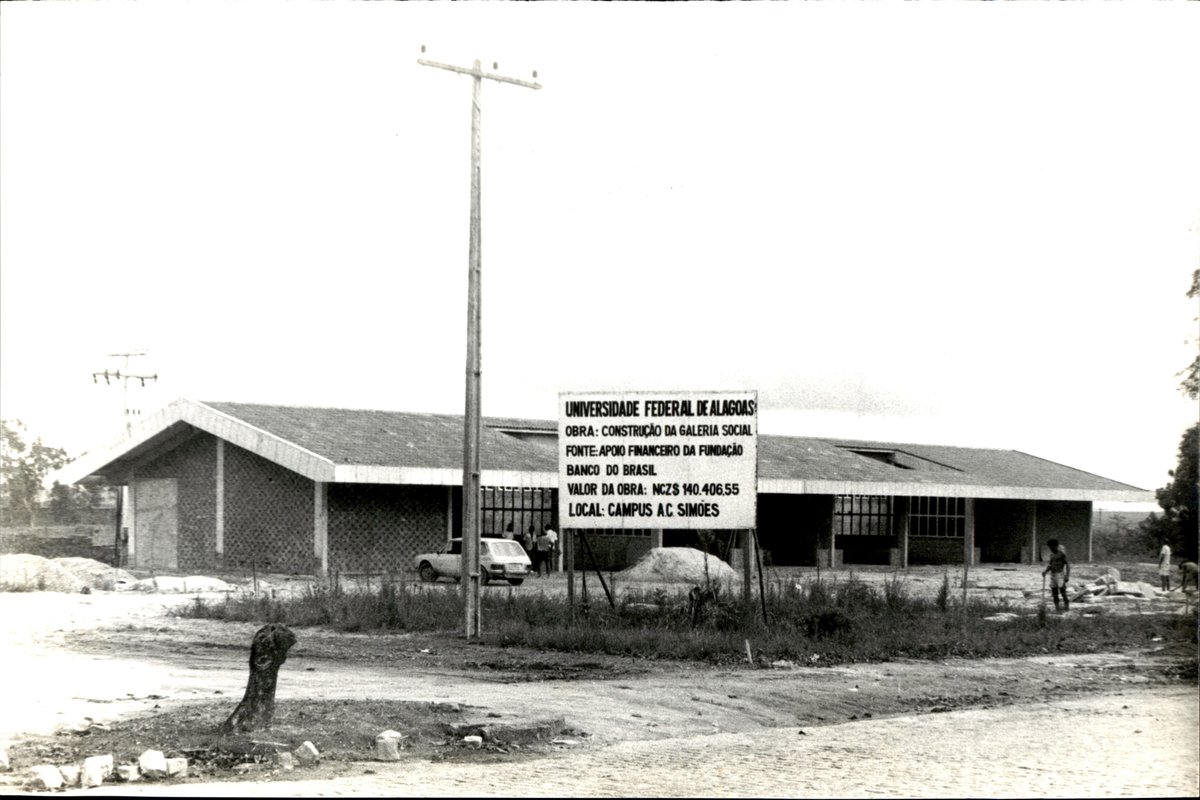 UNIVERSIDADE FEDERAL DE ALAGOAS
OBRA: CONSTRUÇÃO DA GALERIA SOCIAL
FONTE: APOIO FINANCEIRO DA FUNDAÇÃO
BANCO DO BRASIL
VALOR DA OBRA: NCZ$ 140.406,55
LOCAL: CAMPUS A.C. SIMÕES